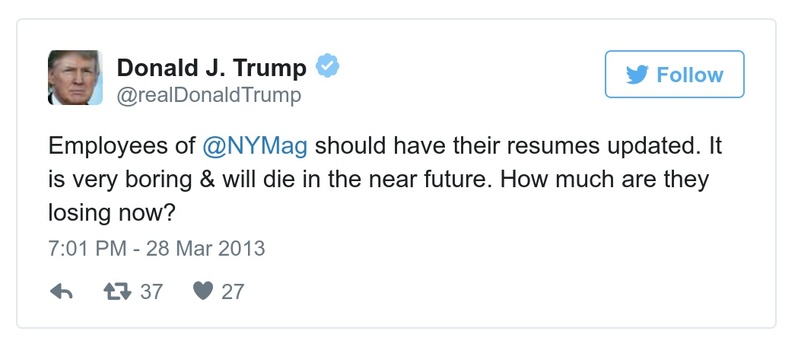 Donald J. Trump
@realDonaldTrump
Follow
Employees of @NYMag should have their resumes updated. It
is very boring & will die in the near future. How much are they
losing now?
7:01 PM - 28 Mar 2013
37 27